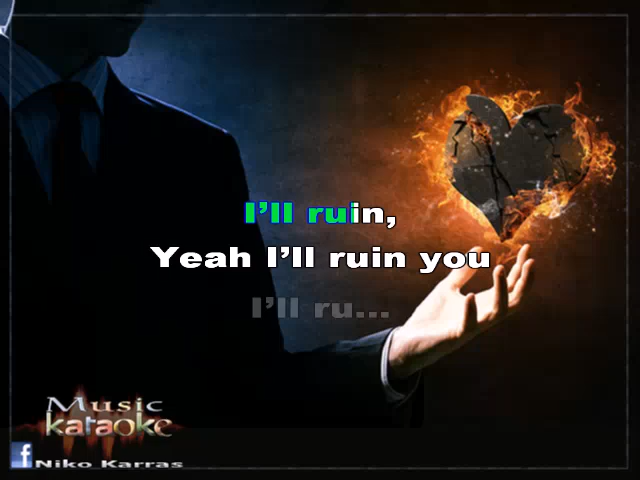 I'll ruin,
Yeah I'll ruin you
I'll ru...
Music
karaoke
f Niko Karras